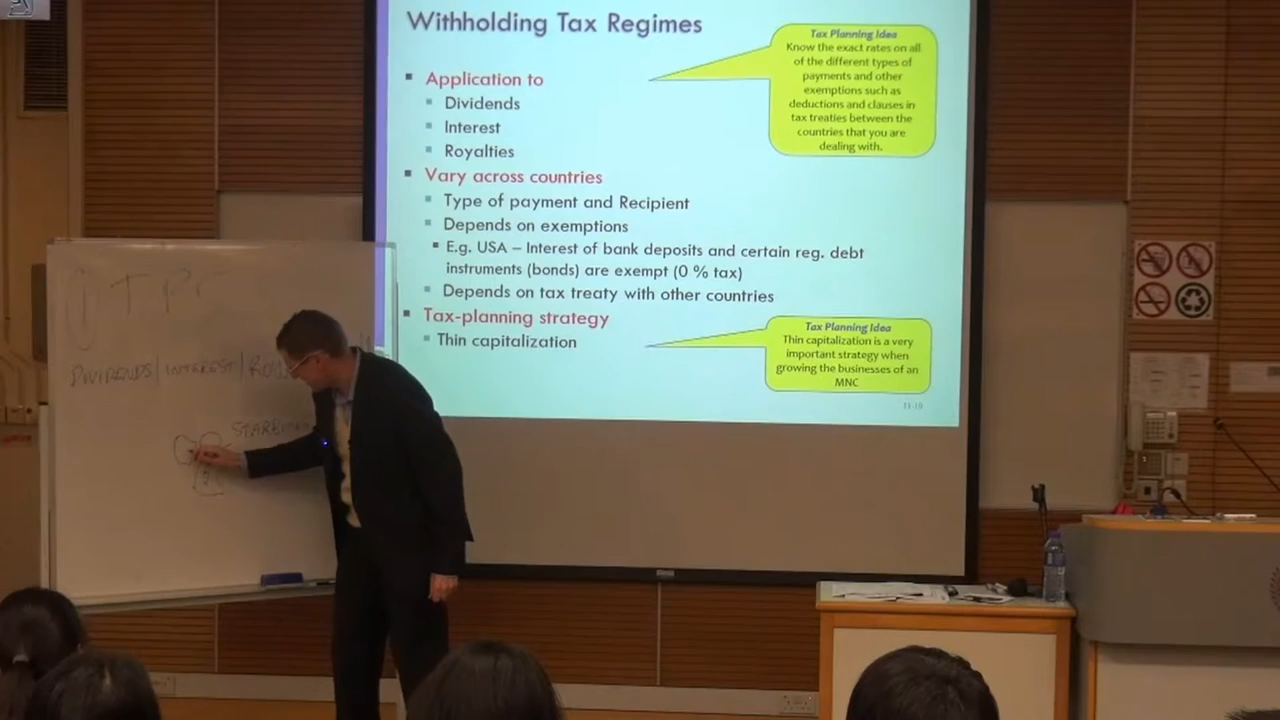 Withholding Tax Regimes
Application to
Dividends
Interest
Royalties
Vary across countries
Type of payment and Recipient
Depends on exemptions
E.g. USA – Interest of bank deposits and certain reg. debt
instruments (bonds) are exempt (0 % tax)
Depends on tax treaty with other countries
Tax-planning strategy
Thin capitalization
Tax Planning Idea
Know the exact rates on all
of the different types of
payments and other
exemptions such as
deductions and clauses in
tax treaties between the
countries that you are
dealing with.
Tax Planning Idea
Thin capitalization is a very
important strategy when
growing the businesses of an
MNC
DIVIDENDS | INTEREST |